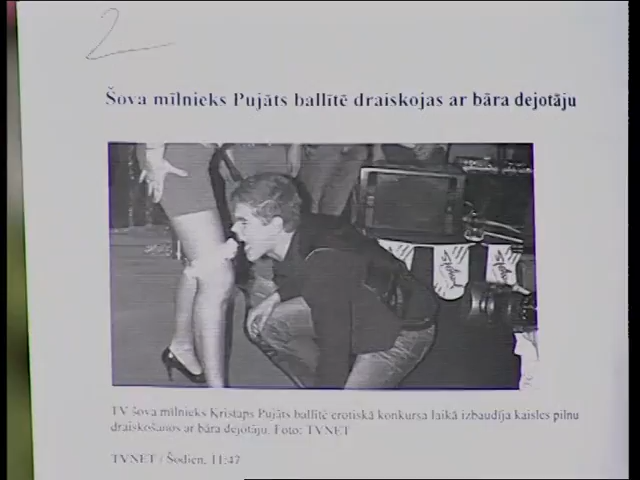 2
Šova mīlnieks Pujāts ballītē draiskojas ar bāra dejotāju
TV šova mīlnieks Kristaps Pujāts ballītē erotiskā konkursa laikā izbaudīja kaisles pilnu
draiskošanos ar bāra dejotāju. Foto: TVNET
TVNET / Šodien, 11:47